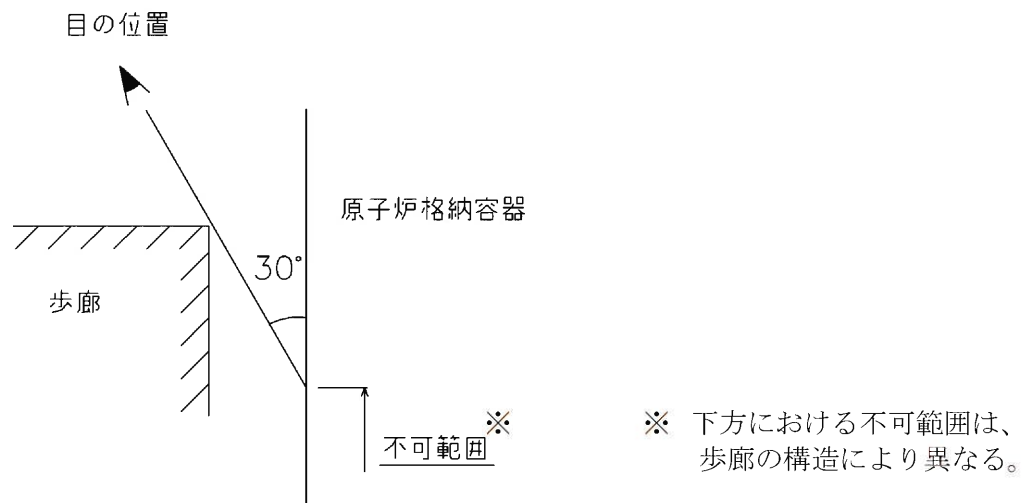 目の位置
原子炉格納容器
30°
歩廊
不可範囲※
※ 下方における不可範囲は、
歩廊の構造により異なる。